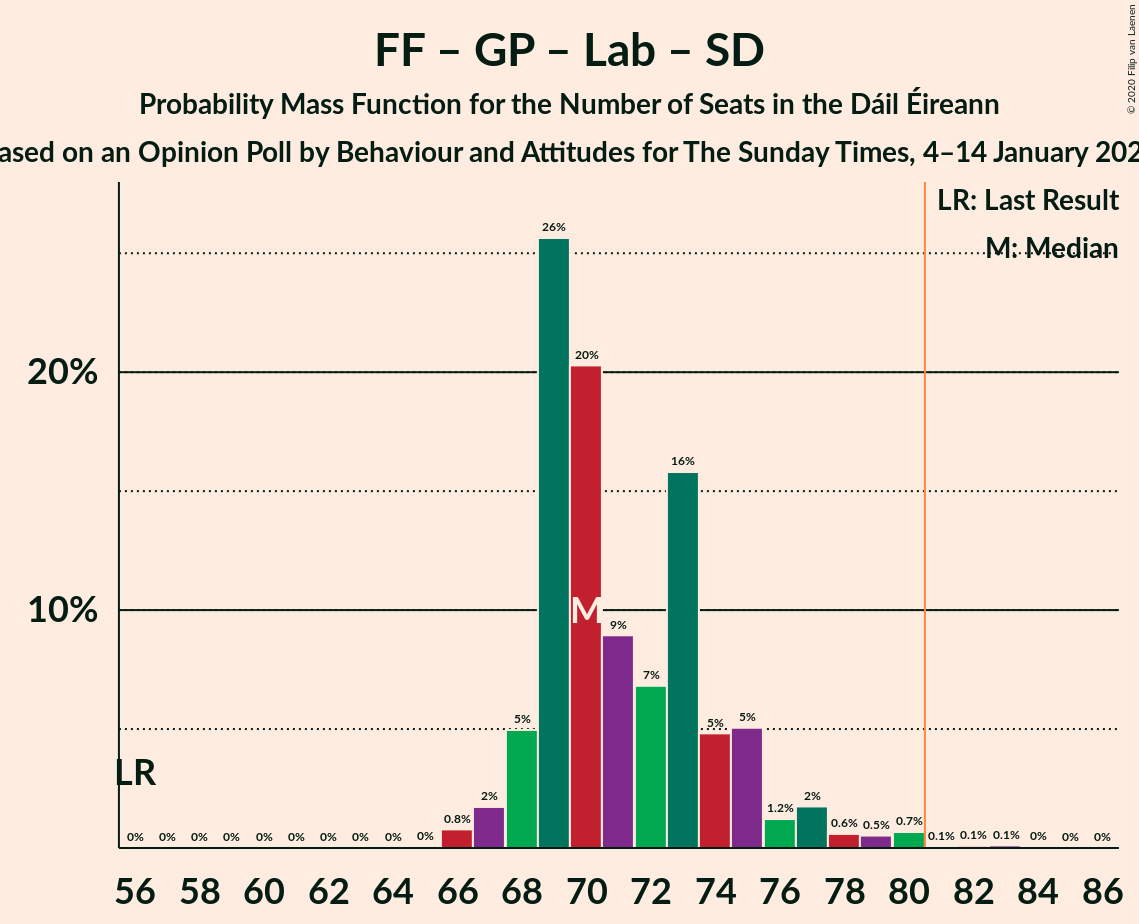 FF – GP – Lab – SD
Probability Mass Function for the Number of Seats in the Dáil Éireann
ased on an Opinion Poll by Behaviour and Attitudes for The Sunday Times, 4–14 January 202
© 2020 Filip van Laenen
LR: Last Result
M: Median
26%
20%
20%
16%
10%
M
9%
7%
5%
5%
5%
LR
2%
0.8%
1.2%
2%
0.6%
0.5%
0.7%
0% 0% 0% 0% 0% 0% 0% 0% 0% 0%
0.1% 0.1% 0.1% 0% 0% 0%
56 58 60 62 64 66 68 70 72 74 76 78 80 82 84 86